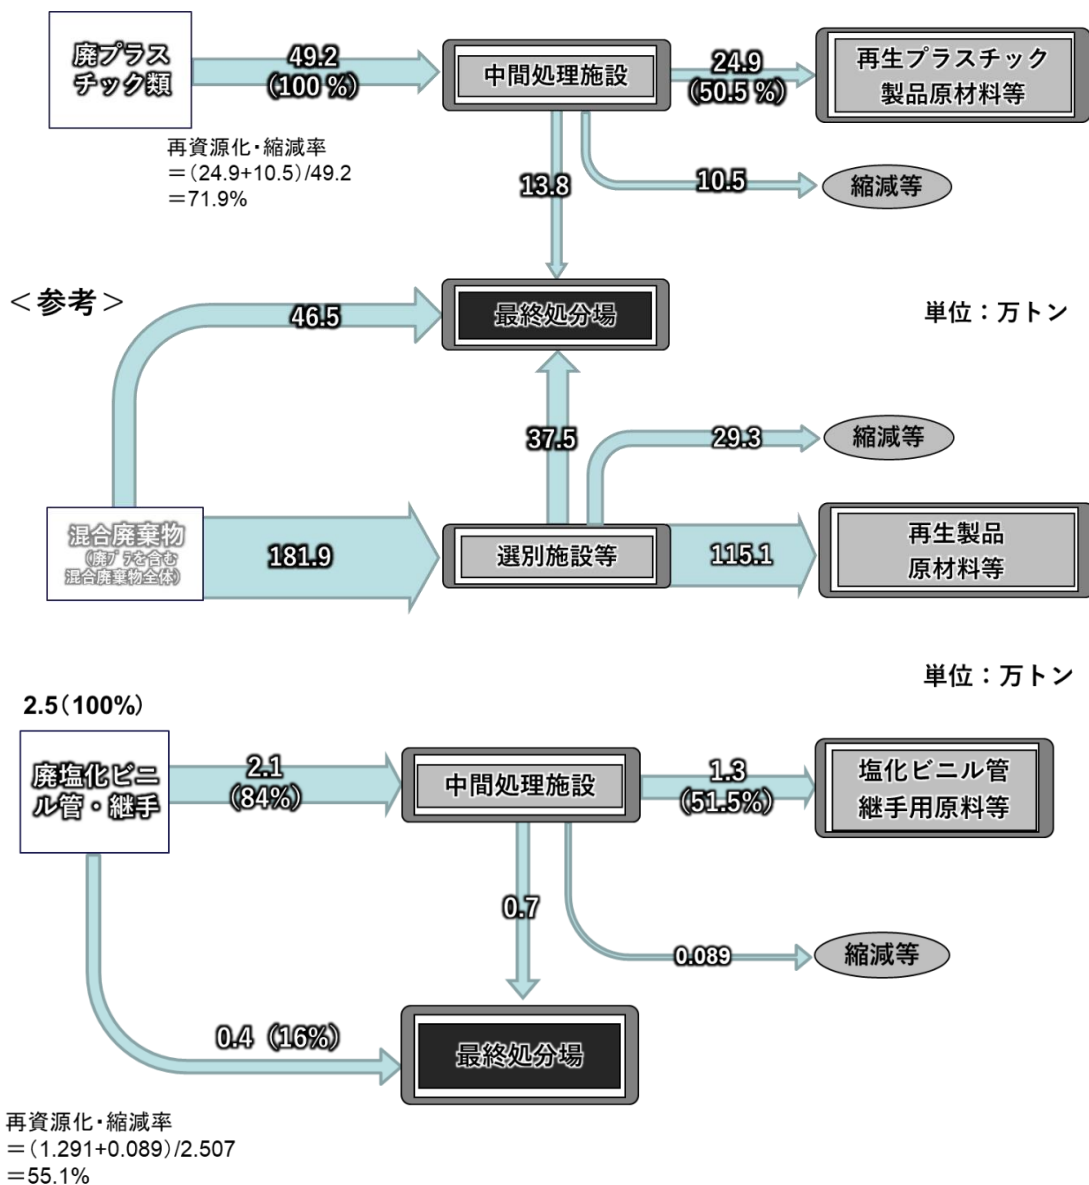 廃プラス
チック類
49.2
(100 %)
中間処理施設
24.9
(50.5 %)
再生プラスチック
製品原材料等
再資源化・縮減率
＝(24.9+10.5)/49.2
＝71.9%
13.8
10.5
縮減等
＜参考＞
46.5
最終処分場
単位：万トン
37.5
29.3
縮減等
混合廃棄物
(廃ﾌﾟﾗを含む
混合廃棄物全体)
181.9
選別施設等
115.1
再生製品
原材料等
単位：万トン
2.5(100%)
廃塩化ビニ
ル管・継手
2.1
(84%)
中間処理施設
1.3
(51.5%)
塩化ビニル管
継手用原料等
0.7
0.089
縮減等
0.4 (16%)
最終処分場
再資源化・縮減率
＝(1.291+0.089)/2.507
＝55.1%